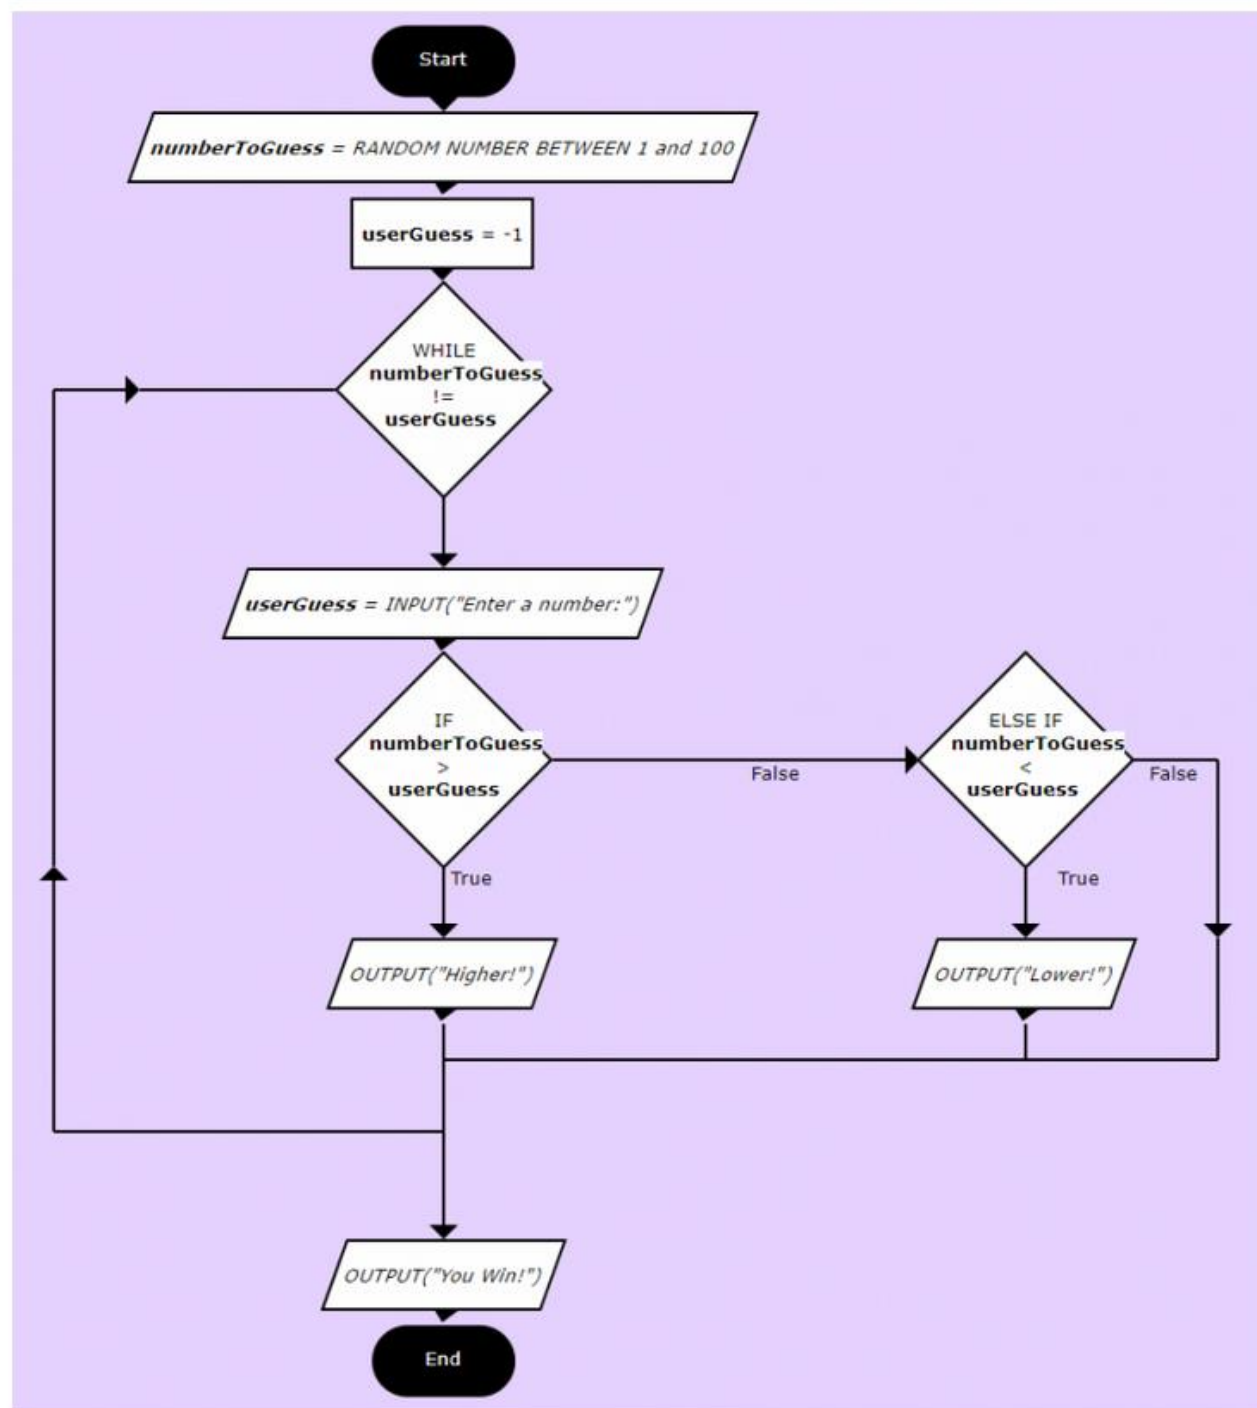 Start
numberToGuess = RANDOM NUMBER BETWEEN 1 and 100
userGuess = -1
WHILE
numberToGuess
!=
userGuess
userGuess = INPUT("Enter a number:")
IF
numberToGuess
>
userGuess
False
True
ELSE IF
numberToGuess
<
userGuess
False
True
OUTPUT("Higher!")
OUTPUT("Lower!")
OUTPUT("You Win!")
End